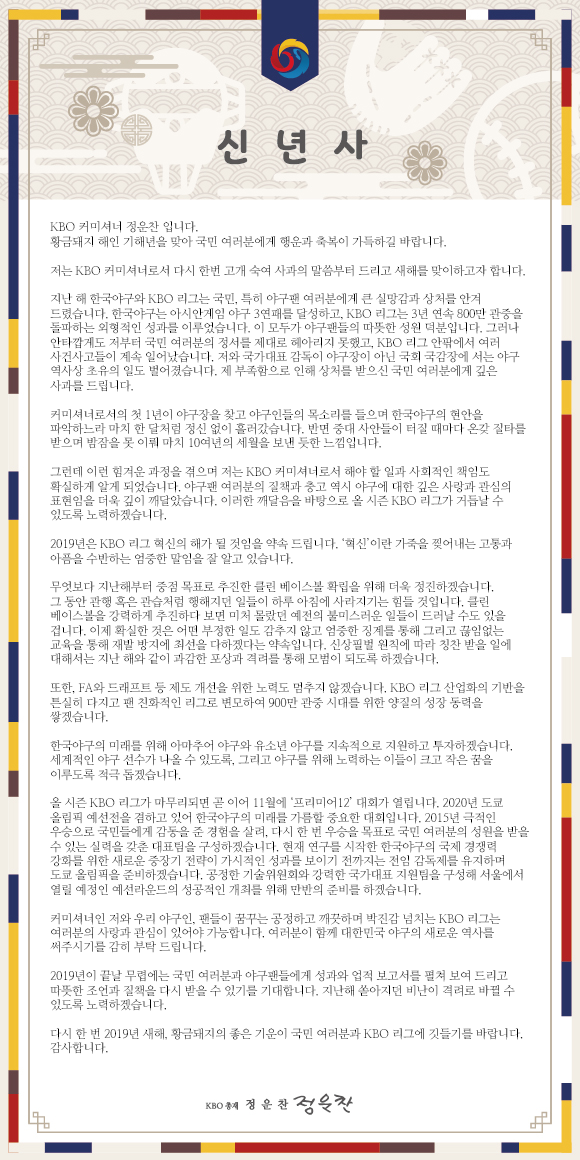 신 년 사
KBO 커미셔너 정운찬 입니다.
황금돼지 해인 기해년을 맞아 국민 여러분에게 행운과 축복이 가득하길 바랍니다.
저는 KBO 커미셔너로서 다시 한번 고개 숙여 사과의 말씀부터 드리고 새해를 맞이하고자 합니다.
지난 해 한국야구와 KBO 리그는 국민, 특히 야구팬 여러분에게 큰 실망감과 상처를 안겨
드렸습니다. 한국야구는 아시안게임 야구 3연패를 달성하고, KBO 리그는 3년 연속 800만 관중을
돌파하는 외형적인 성과를 이루었습니다. 이 모두가 야구팬들의 따뜻한 성원 덕분입니다. 그러나
안타깝게도 저부터 국민 여러분의 정서를 제대로 헤아리지 못했고, KBO 리그 안팎에서 여러
사건사고들이 계속 일어났습니다. 저와 국가대표 감독이 야구장이 아닌 국회 국감장에 서는 야구
역사상 초유의 일도 벌어졌습니다. 제 부족함으로 인해 상처를 받으신 국민 여러분에게 깊은
사과를 드립니다.
커미셔너로서의 첫 1년이 야구장을 찾고 야구인들의 목소리를 들으며 한국야구의 현안을
파악하느라 마치 한 달처럼 정신 없이 흘러갔습니다. 반면 중대 사안들이 터질 때마다 온갖 질타를
받으며 밤잠을 못 이뤄 마치 10여년의 세월을 보낸 듯한 느낌입니다.
그런데 이런 힘겨운 과정을 겪으며 저는 KBO 커미셔너로서 해야 할 일과 사회적인 책임도
확실하게 알게 되었습니다. 야구팬 여러분의 질책과 충고 역시 야구에 대한 깊은 사랑과 관심의
표현임을 더욱 깊이 깨달았습니다. 이러한 깨달음을 바탕으로 올 시즌 KBO 리그가 거듭날 수
있도록 노력하겠습니다.
2019년은 KBO 리그 혁신의 해가 될 것임을 약속 드립니다. '혁신'이란 가죽을 찢어내는 고통과
아픔을 수반하는 엄중한 말임을 잘 알고 있습니다.
무엇보다 지난해부터 중점 목표로 추진한 클린 베이스볼 확립을 위해 더욱 정진하겠습니다.
그 동안 관행 혹은 관습처럼 행해지던 일들이 하루 아침에 사라지기는 힘들 것입니다. 클린
베이스볼을 강력하게 추진하다 보면 미처 몰랐던 예전의 불미스러운 일들이 드러날 수도 있을
겁니다. 이제 확실한 것은 어떤 부정한 일도 감추지 않고 엄중한 징계를 통해 그리고 끊임없는
교육을 통해 재발 방지에 최선을 다하겠다는 약속입니다. 신상필벌 원칙에 따라 칭찬 받을 일에
대해서는 지난 해와 같이 과감한 포상과 격려를 통해 모범이 되도록 하겠습니다.
또한, FA와 드래프트 등 제도 개선을 위한 노력도 멈추지 않겠습니다. KBO 리그 산업화의 기반을
튼실히 다지고 팬 친화적인 리그로 변모하여 900만 관중 시대를 위한 양질의 성장 동력을
쌓겠습니다.
한국야구의 미래를 위해 아마추어 야구와 유소년 야구를 지속적으로 지원하고 투자하겠습니다.
세계적인 야구 선수가 나올 수 있도록, 그리고 야구를 위해 노력하는 이들이 크고 작은 꿈을
이루도록 적극 돕겠습니다.
올 시즌 KBO 리그가 마무리되면 곧 이어 11월에 '프리미어12' 대회가 열립니다. 2020년 도쿄
올림픽 예선전을 겸하고 있어 한국야구의 미래를 가름할 중요한 대회입니다. 2015년 극적인
우승으로 국민들에게 감동을 준 경험을 살려, 다시 한 번 우승을 목표로 국민 여러분의 성원을 받을
수 있는 실력을 갖춘 대표팀을 구성하겠습니다. 현재 연구를 시작한 한국야구의 국제 경쟁력
강화를 위한 새로운 중장기 전략이 가시적인 성과를 보이기 전까지는 전임 감독제를 유지하며
도쿄 올림픽을 준비하겠습니다. 공정한 기술위원회와 강력한 국가대표 지원팀을 구성해 서울에서
열릴 예정인 예선라운드의 성공적인 개최를 위해 만반의 준비를 하겠습니다.
커미셔너인 저와 우리 야구인, 팬들이 꿈꾸는 공정하고 깨끗하며 박진감 넘치는 KBO 리그는
여러분의 사랑과 관심이 있어야 가능합니다. 여러분이 함께 대한민국 야구의 새로운 역사를
써주시기를 감히 부탁 드립니다.
2019년이 끝날 무렵에는 국민 여러분과 야구팬들에게 성과와 업적 보고서를 펼쳐 보여 드리고
따뜻한 조언과 질책을 다시 받을 수 있기를 기대합니다. 지난해 쏟아지던 비난이 격려로 바뀔 수
있도록 노력하겠습니다.
다시 한 번 2019년 새해, 황금돼지의 좋은 기운이 국민 여러분과 KBO 리그에 깃들기를 바랍니다.
감사합니다.
KBO 총재 정 운 찬 정운찬